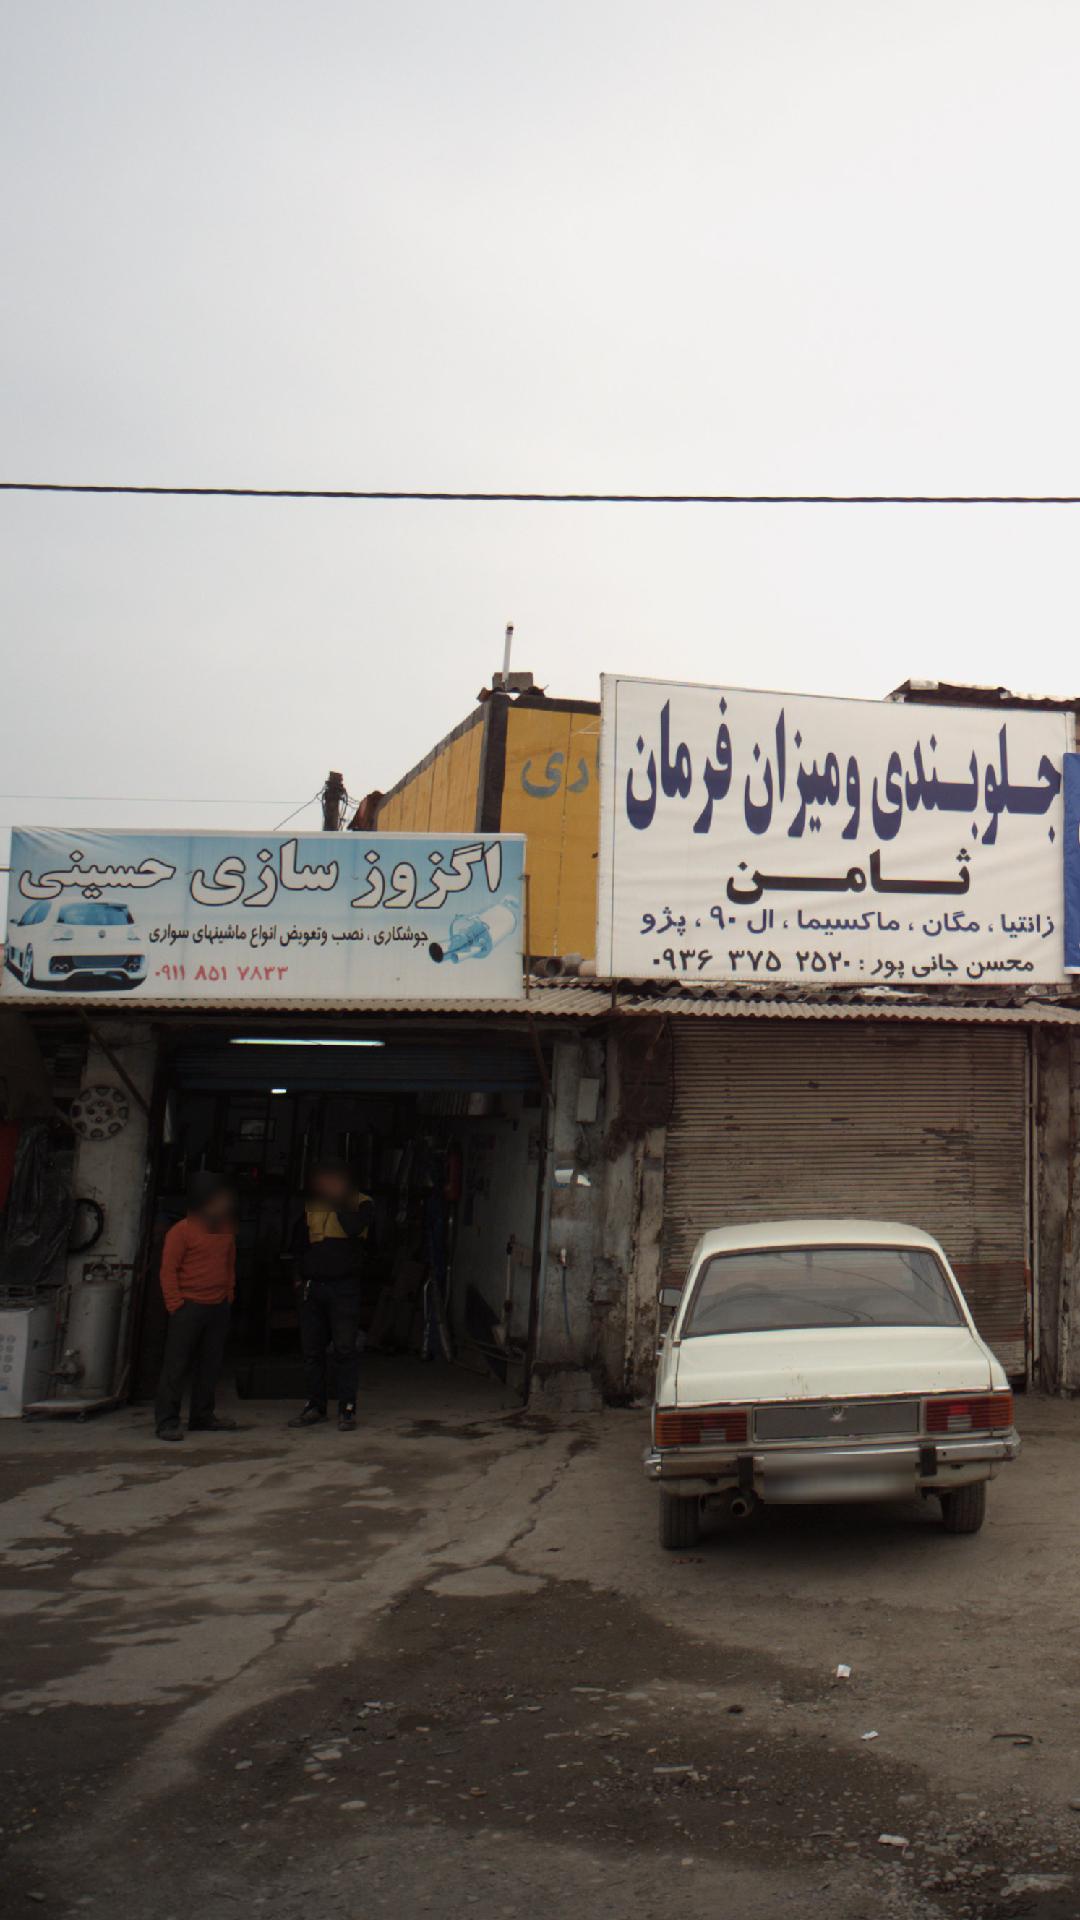 جلوبندی ومیزان فرمان
ثامن
زانتیا ، مگان ، ماکسیما ، ال ۹۰ ، پژو
محسن جانی پور : ۰۹۳۶ ۳۷۵ ۲۵۲۰
اگزوز سازی حسینی
جوشکاری ، نصب وتعویض انواع ماشینهای سواری
۰۹۱۱ ۸۵۱ ۷۸۳۳